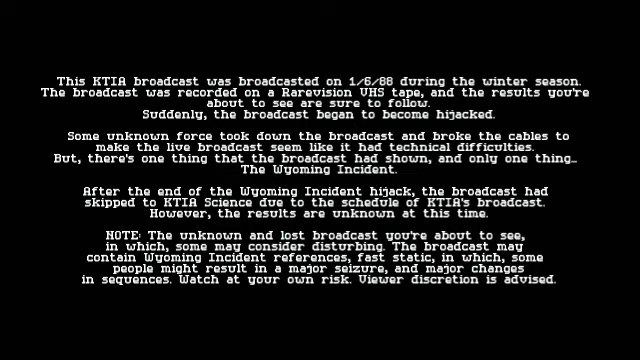 This KTIA broadcast was broadcasted on 1/6/88 during the winter season.
The broadcast was recorded on a Rarevision VHS tape, and the results you're
about to see are sure to follow.
Suddenly, the broadcast began to become hijacked.
Some unknown force took down the broadcast and broke the cables to
make the live broadcast seem like it had technical difficulties.
But, there's one thing that the broadcast had shown, and only one thing...
The Wyoming Incident.
After the end of the Wyoming Incident hijack, the broadcast had
skipped to KTIA Science due to the schedule of KTIA's broadcast.
However, the results are unknown at this time.
NOTE: The unknown and lost broadcast you're about to see,
in which, some may consider disturbing. The broadcast may
contain Wyoming Incident references, fast static, in which, some
people might result in a major seizure, and major changes
in sequences. Watch at your own risk. Viewer discretion is advised.